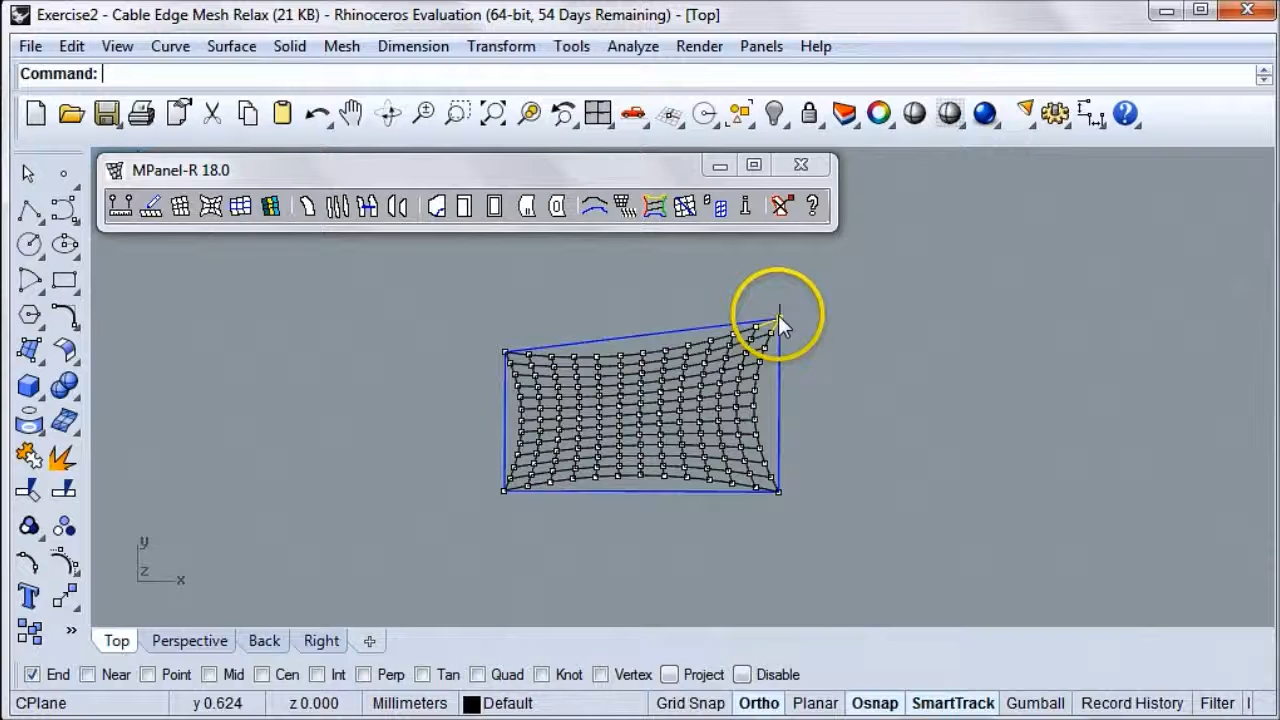 Exercise2 - Cable Edge Mesh Relax (21 KB) - Rhinoceros Evaluation (64-bit, 54 Days Remaining) - [Top]
File Edit View Curve Surface Solid Mesh Dimension Transform Tools Analyze Render Panels Help
Command:
MPanel-R 18.0
y
z x
Top Perspective Back Right
End Near Point Mid Cen Int Perp Tan Quad Knot Vertex Project Disable
CPlane y 0.624 z 0.000 Millimeters Default Grid Snap Ortho Planar Osnap SmartTrack Gumball Record History Filter